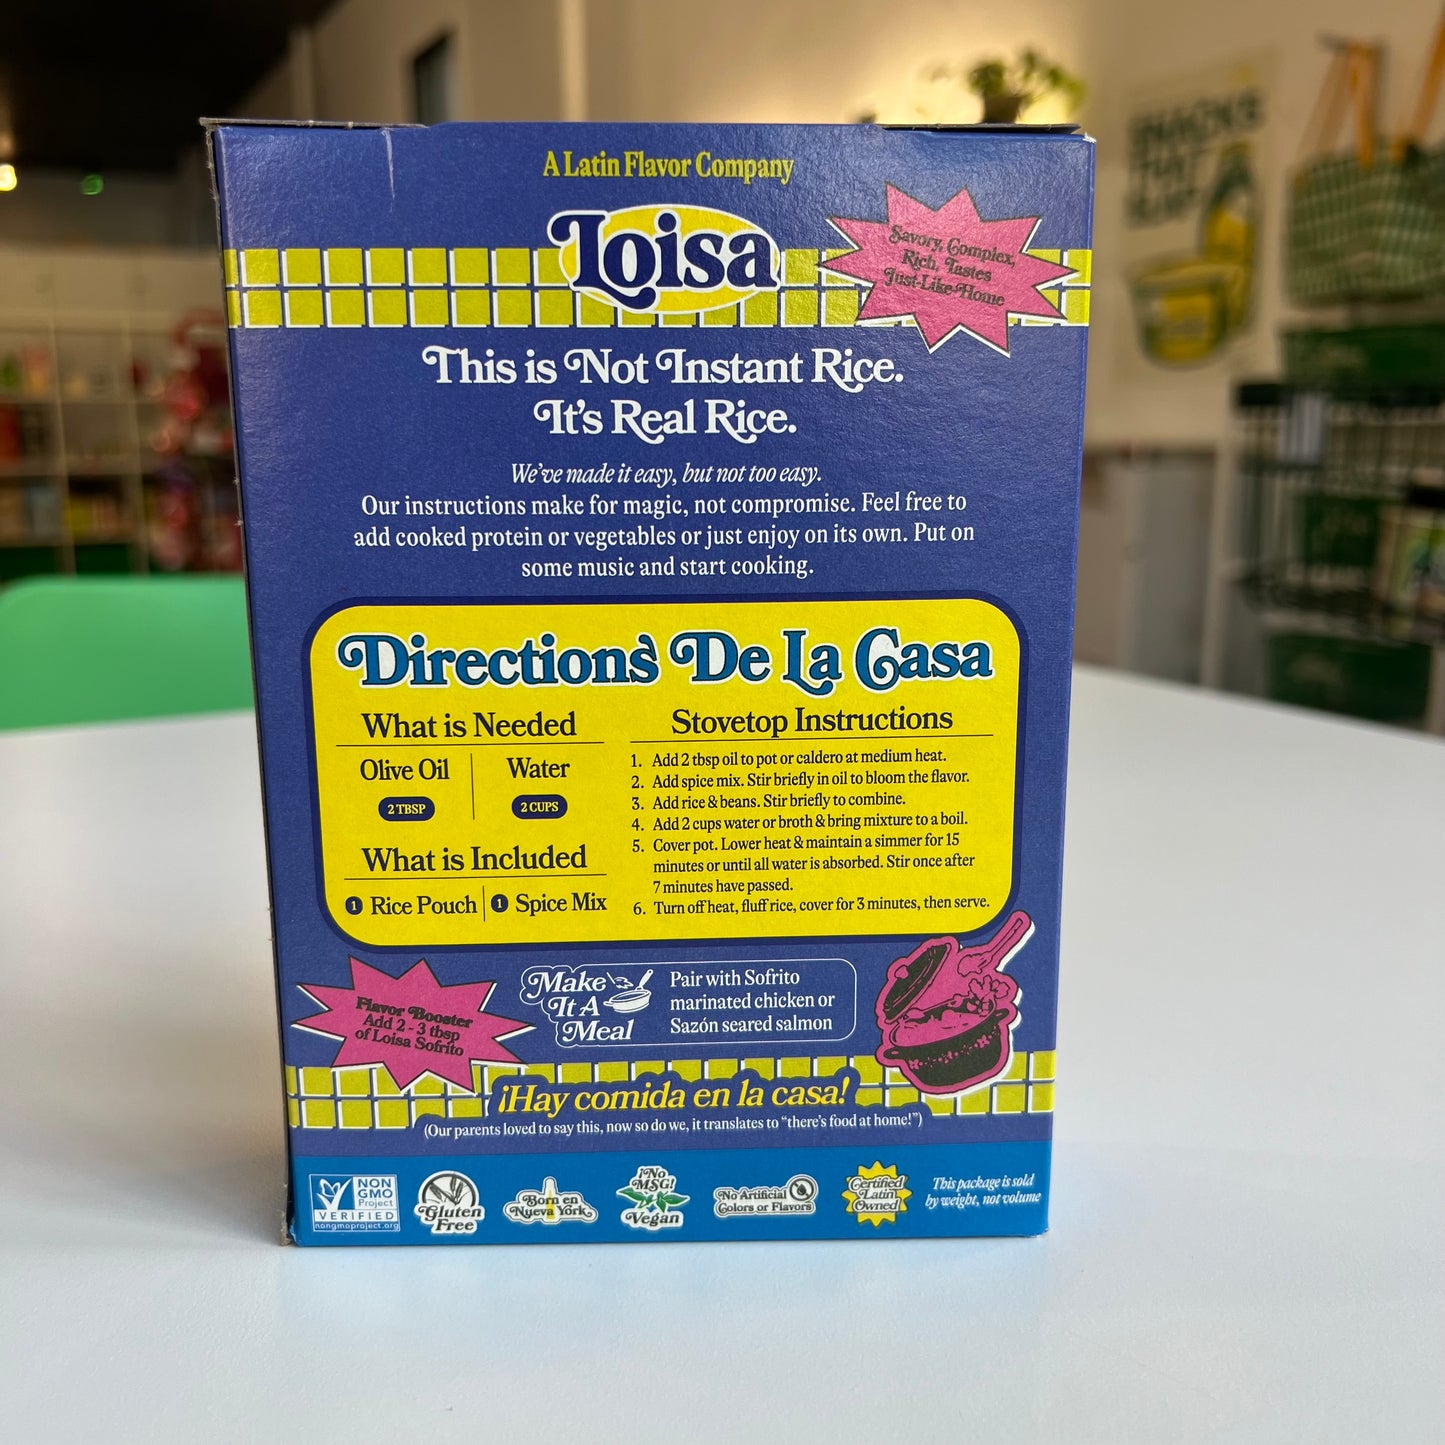 A Latin Flavor Company
Loisa
Savory, Complex,
Rich, Tastes
Just-Like-Home
This is Not Instant Rice.
It's Real Rice.
We've made it easy, but not too easy.
Our instructions make for magic, not compromise. Feel free to
add cooked protein or vegetables or just enjoy on its own. Put on
some music and start cooking.
Directions De La Casa
What is Needed
Olive Oil
2 TBSP
Water
2 CUPS
What is Included
1 Rice Pouch
1 Spice Mix
Stovetop Instructions
1. Add 2 tbsp oil to pot or caldero at medium heat.
2. Add spice mix. Stir briefly in oil to bloom the flavor.
3. Add rice & beans. Stir briefly to combine.
4. Add 2 cups water or broth & bring mixture to a boil.
5. Cover pot. Lower heat & maintain a simmer for 15
minutes or until all water is absorbed. Stir once after
7 minutes have passed.
6. Turn off heat, fluff rice, cover for 3 minutes, then serve.
Flavor Booster
Add 2 - 3 tbsp
of Loisa Sofrito
Make
It A
Meal
Pair with Sofrito
marinated chicken or
Sazón seared salmon
¡Hay comida en la casa!
(Our parents loved to say this, now so do we, it translates to "there's food at home!")
NON
GMO
Project
VERIFIED
nongmoproject.org
Gluten
Free
Born en
Nueva York
¡No
MSG!
Vegan
No Artificial
Colors or Flavors
Certified
Latin
Owned
This package is sold
by weight, not volume
SNACKS
THAT